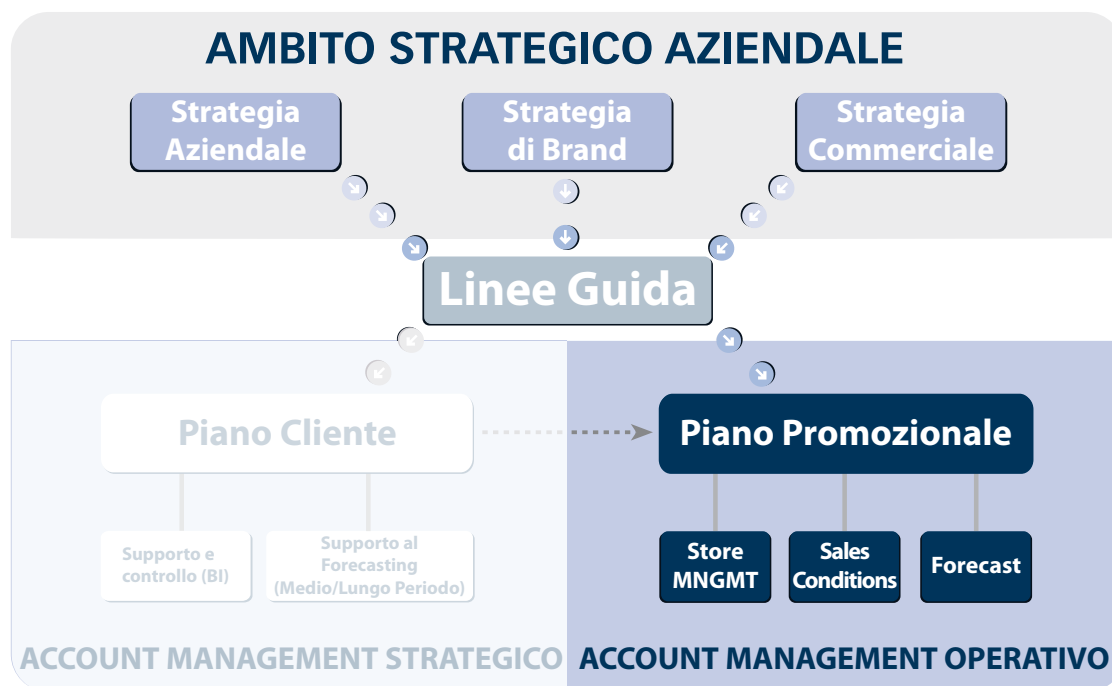 AMBITO STRATEGICO AZIENDALE
Strategia
Aziendale
Strategia
di Brand
Strategia
Commerciale
Linee Guida
Piano Cliente
Piano Promozionale
Supporto e
controllo (BI)
Supporto al
Forecasting
(Medio/Lungo Periodo)
Store
MNGMT
Sales
Conditions
Forecast
ACCOUNT MANAGEMENT STRATEGICO
ACCOUNT MANAGEMENT OPERATIVO